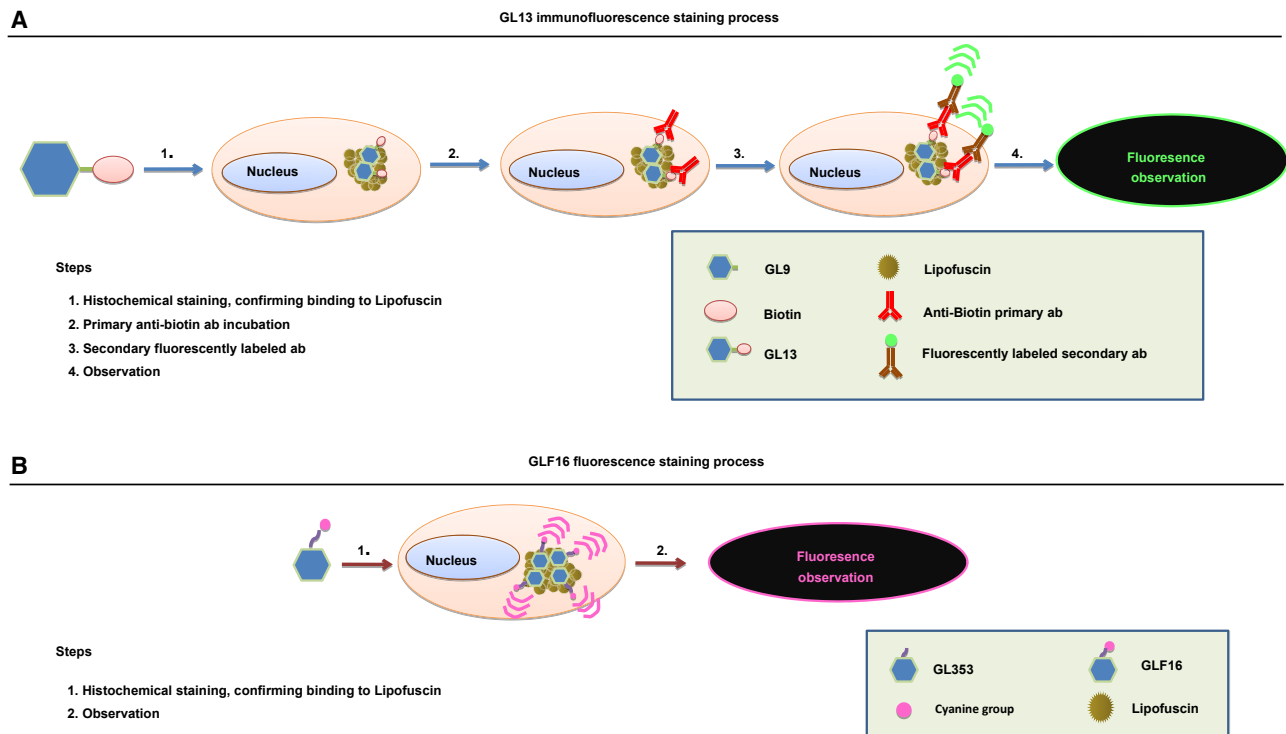 A
GL13 immunofluorescence staining process
1.
Nucleus
2.
Nucleus
3.
Nucleus
4.
Fluoresence
observation
Steps
1. Histochemical staining, confirming binding to Lipofuscin
2. Primary anti-biotin ab incubation
3. Secondary fluorescently labeled ab
4. Observation
GL9
Lipofuscin
Biotin
Anti-Biotin primary ab
GL13
Fluorescently labeled secondary ab
B
GLF16 fluorescence staining process
1.
Nucleus
2.
Fluoresence
observation
Steps
1. Histochemical staining, confirming binding to Lipofuscin
2. Observation
GL353
GLF16
Cyanine group
Lipofuscin